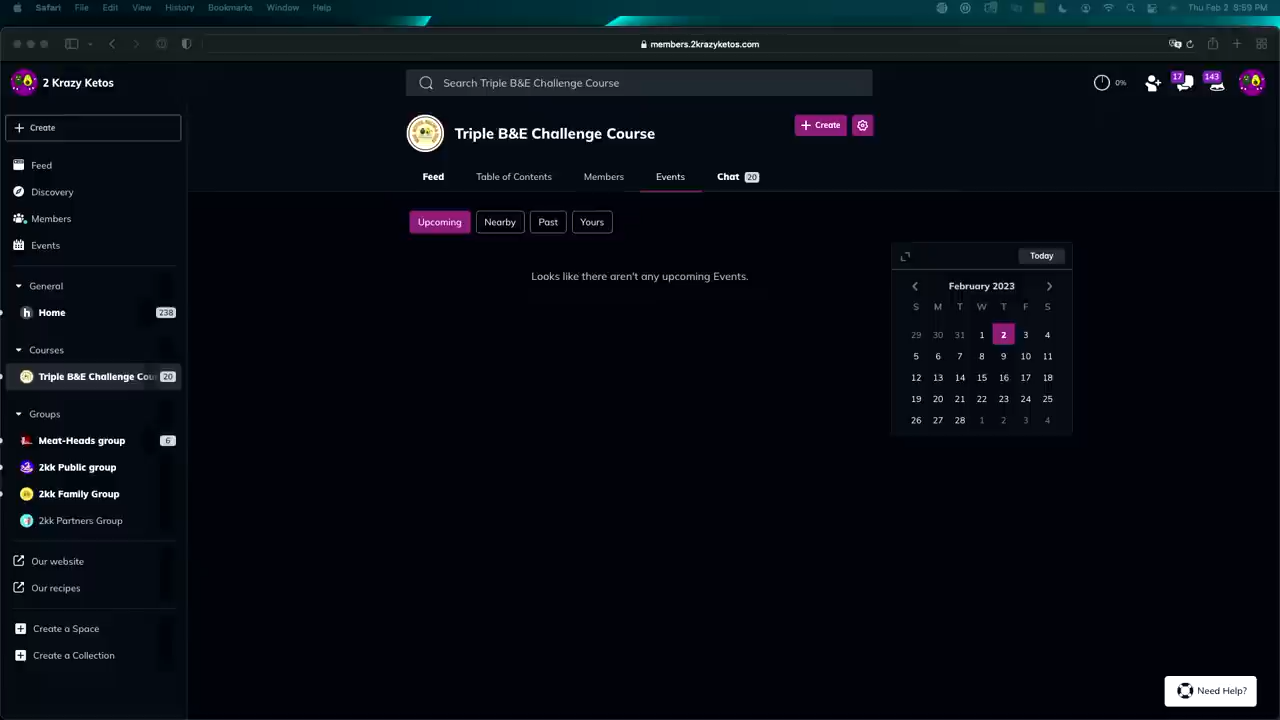 Safari File Edit View History Bookmarks Window Help
Thu Feb 2 8:59 PM
members.2krazyketos.com
2 Krazy Ketos
Search Triple B&E Challenge Course
0%
17
143
Create
Feed
Discovery
Members
Events
General
Home 238
Courses
Triple B&E Challenge Cou 20
Groups
Meat-Heads group 6
2kk Public group
2kk Family Group
2kk Partners Group
Our website
Our recipes
Create a Space
Create a Collection
Triple B&E Challenge Course
Create
Feed Table of Contents Members Events Chat 20
Upcoming Nearby Past Yours
Looks like there aren't any upcoming Events.
Today
February 2023
S M T W T F S
29 30 31 1 2 3 4
5 6 7 8 9 10 11
12 13 14 15 16 17 18
19 20 21 22 23 24 25
26 27 28 1 2 3 4
Need Help?